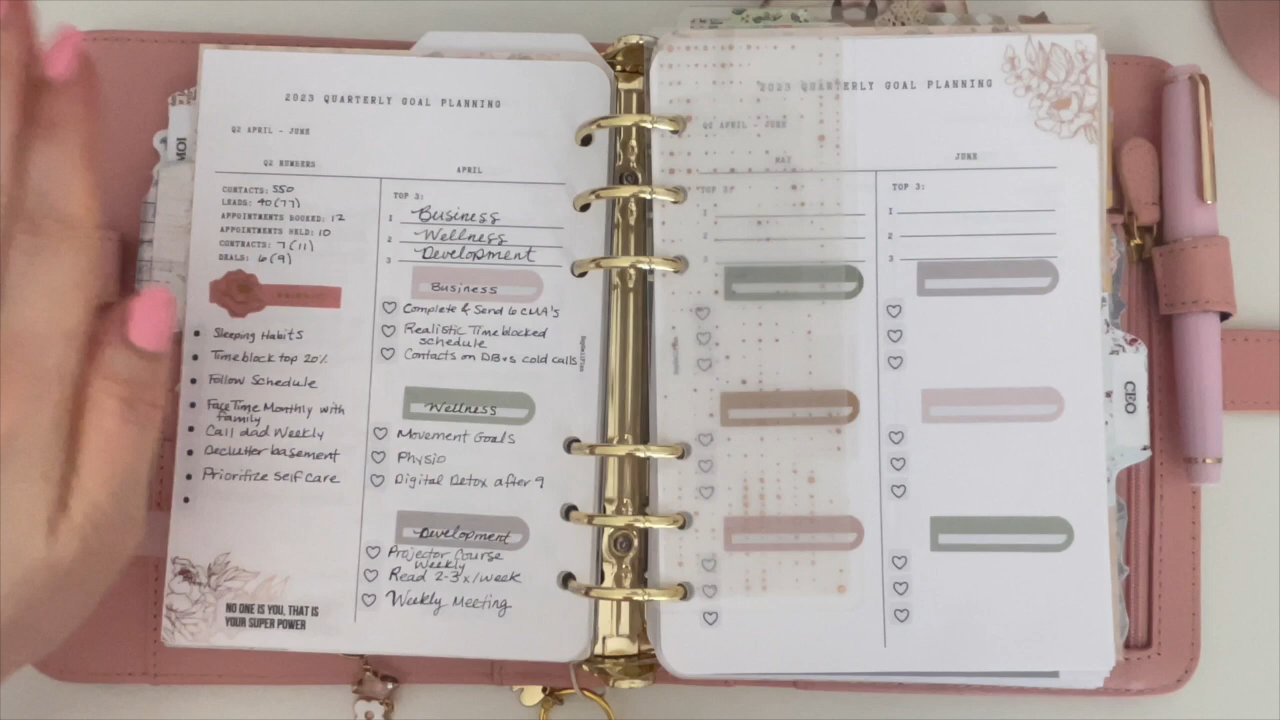 2023 QUARTERLY GOAL PLANNING
Q2 APRIL - JUNE
Q2 NUMBERS
CONTACTS: 550
LEADS: 40(77)
APPOINTMENTS BOOKED: 12
APPOINTMENTS HELD: 10
CONTRACTS: 7(11)
DEALS: 6(9)
Sleeping Habits
Timeblock top 20%
Follow Schedule
FaceTime Monthly with
family
Call dad Weekly
Declutter basement
Prioritize self care
NO ONE IS YOU, THAT IS
YOUR SUPER POWER
APRIL
TOP 3:
1 Business
2 Wellness
3 Development
Business
Complete & Send 6 CMA's
Realistic Timeblocked
schedule
Contacts on DB+s cold calls
Wellness
Movement Goals
Physio
Digital Detox after 9
Development
Projector Course
Weekly
Read 2-3x/week
Weekly Meeting
2023 QUARTERLY GOAL PLANNING
Q2 APRIL - JUNE
MAY
TOP 3:
1
2
3
JUNE
TOP 3:
1
2
3
CEO